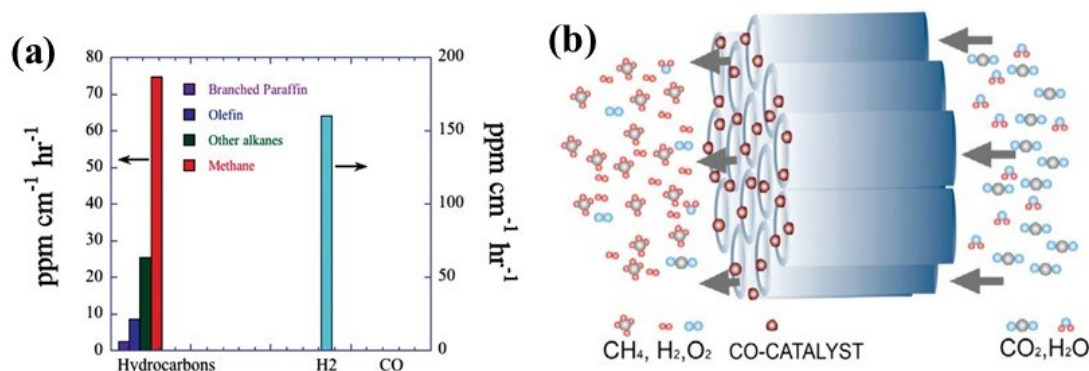 (a)
80
70
60
50
40
30
20
10
0
ppm cm⁻¹ hr⁻¹
Branched Paraffin
Olefin
Other alkanes
Methane
200
150
100
50
0
ppm cm⁻¹ hr⁻¹
Hydrocarbons H2 CO
(b)
CH₄, H₂,O₂ CO-CATALYST CO₂,H₂O